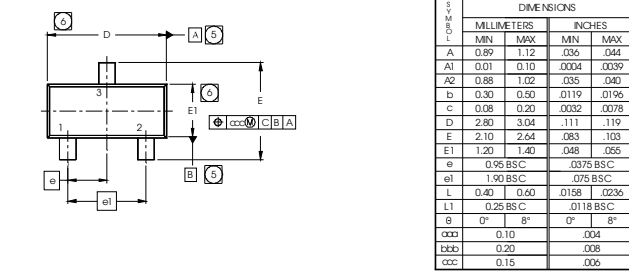 6
D
A 5
3
6
E1
E
ccc M C B A
1 2
B 5
e
e1
SYMBOL DIMENSIONS
MILLIMETERS INCHES
MIN MAX MIN MAX
A 0.89 1.12 .036 .044
A1 0.01 0.10 .0004 .0039
A2 0.88 1.02 .035 .040
b 0.30 0.50 .0119 .0196
c 0.08 0.20 .0032 .0078
D 2.80 3.04 .111 .119
E 2.10 2.64 .083 .103
E1 1.20 1.40 .048 .055
e 0.95 BSC .0375 BSC
e1 1.90 BSC .075 BSC
L 0.40 0.60 .0158 .0236
L1 0.25 BSC .0118 BSC
θ 0° 8° 0° 8°
aaa 0.10 .004
bbb 0.20 .008
ccc 0.15 .006